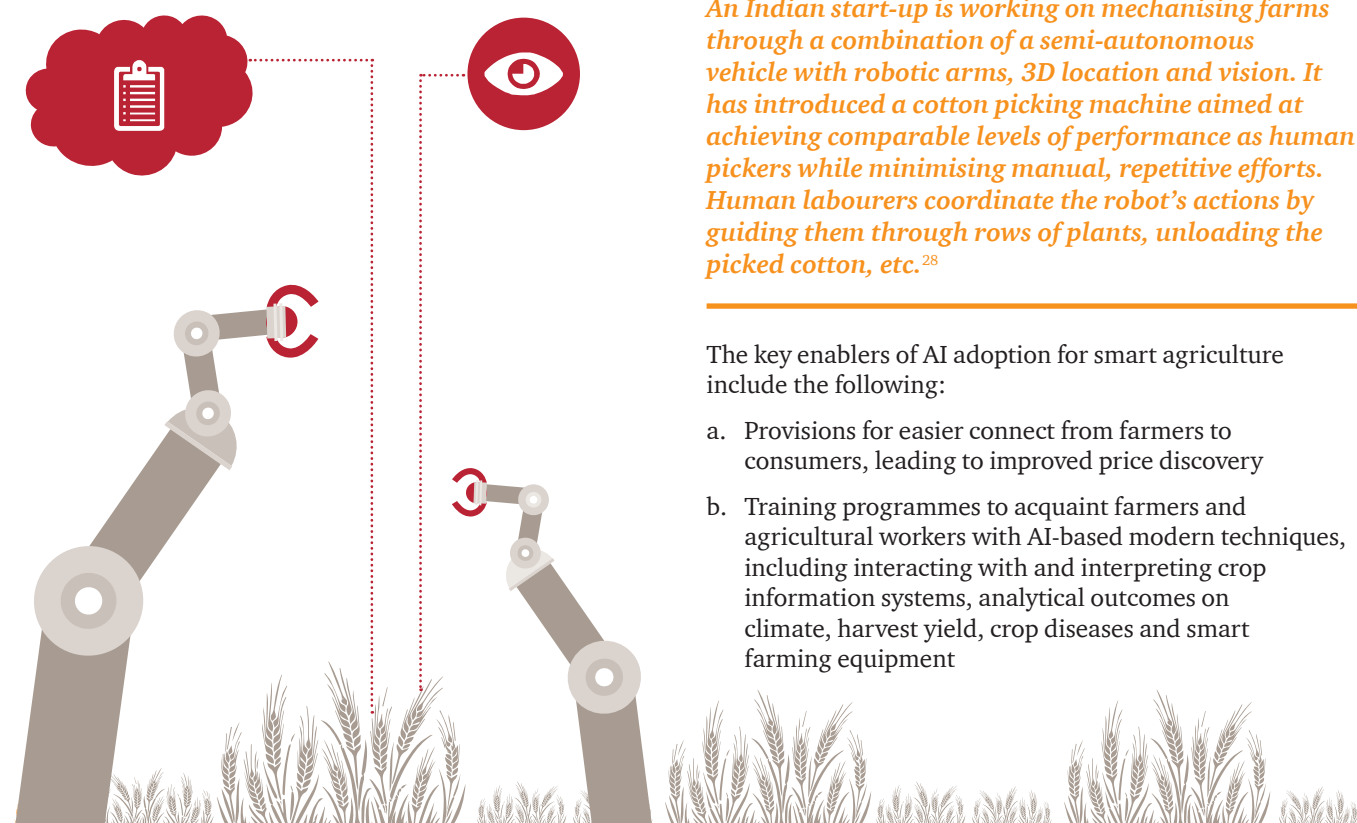 An Indian start-up is working on mechanising farms
through a combination of a semi-autonomous
vehicle with robotic arms, 3D location and vision. It
has introduced a cotton picking machine aimed at
achieving comparable levels of performance as human
pickers while minimising manual, repetitive efforts.
Human labourers coordinate the robot’s actions by
guiding them through rows of plants, unloading the
picked cotton, etc.28
The key enablers of AI adoption for smart agriculture
include the following:
a. Provisions for easier connect from farmers to
consumers, leading to improved price discovery
b. Training programmes to acquaint farmers and
agricultural workers with AI-based modern techniques,
including interacting with and interpreting crop
information systems, analytical outcomes on
climate, harvest yield, crop diseases and smart
farming equipment